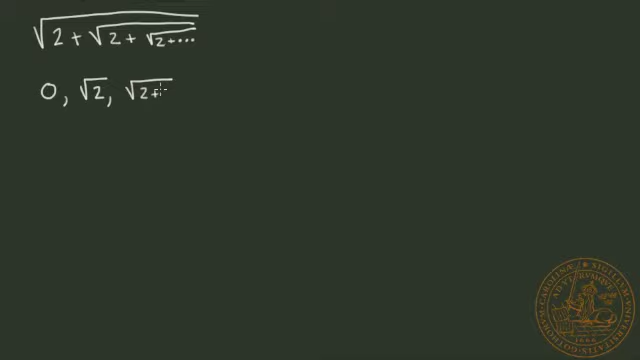 √2 + √2 + √2 + ...
0, √2, √2+